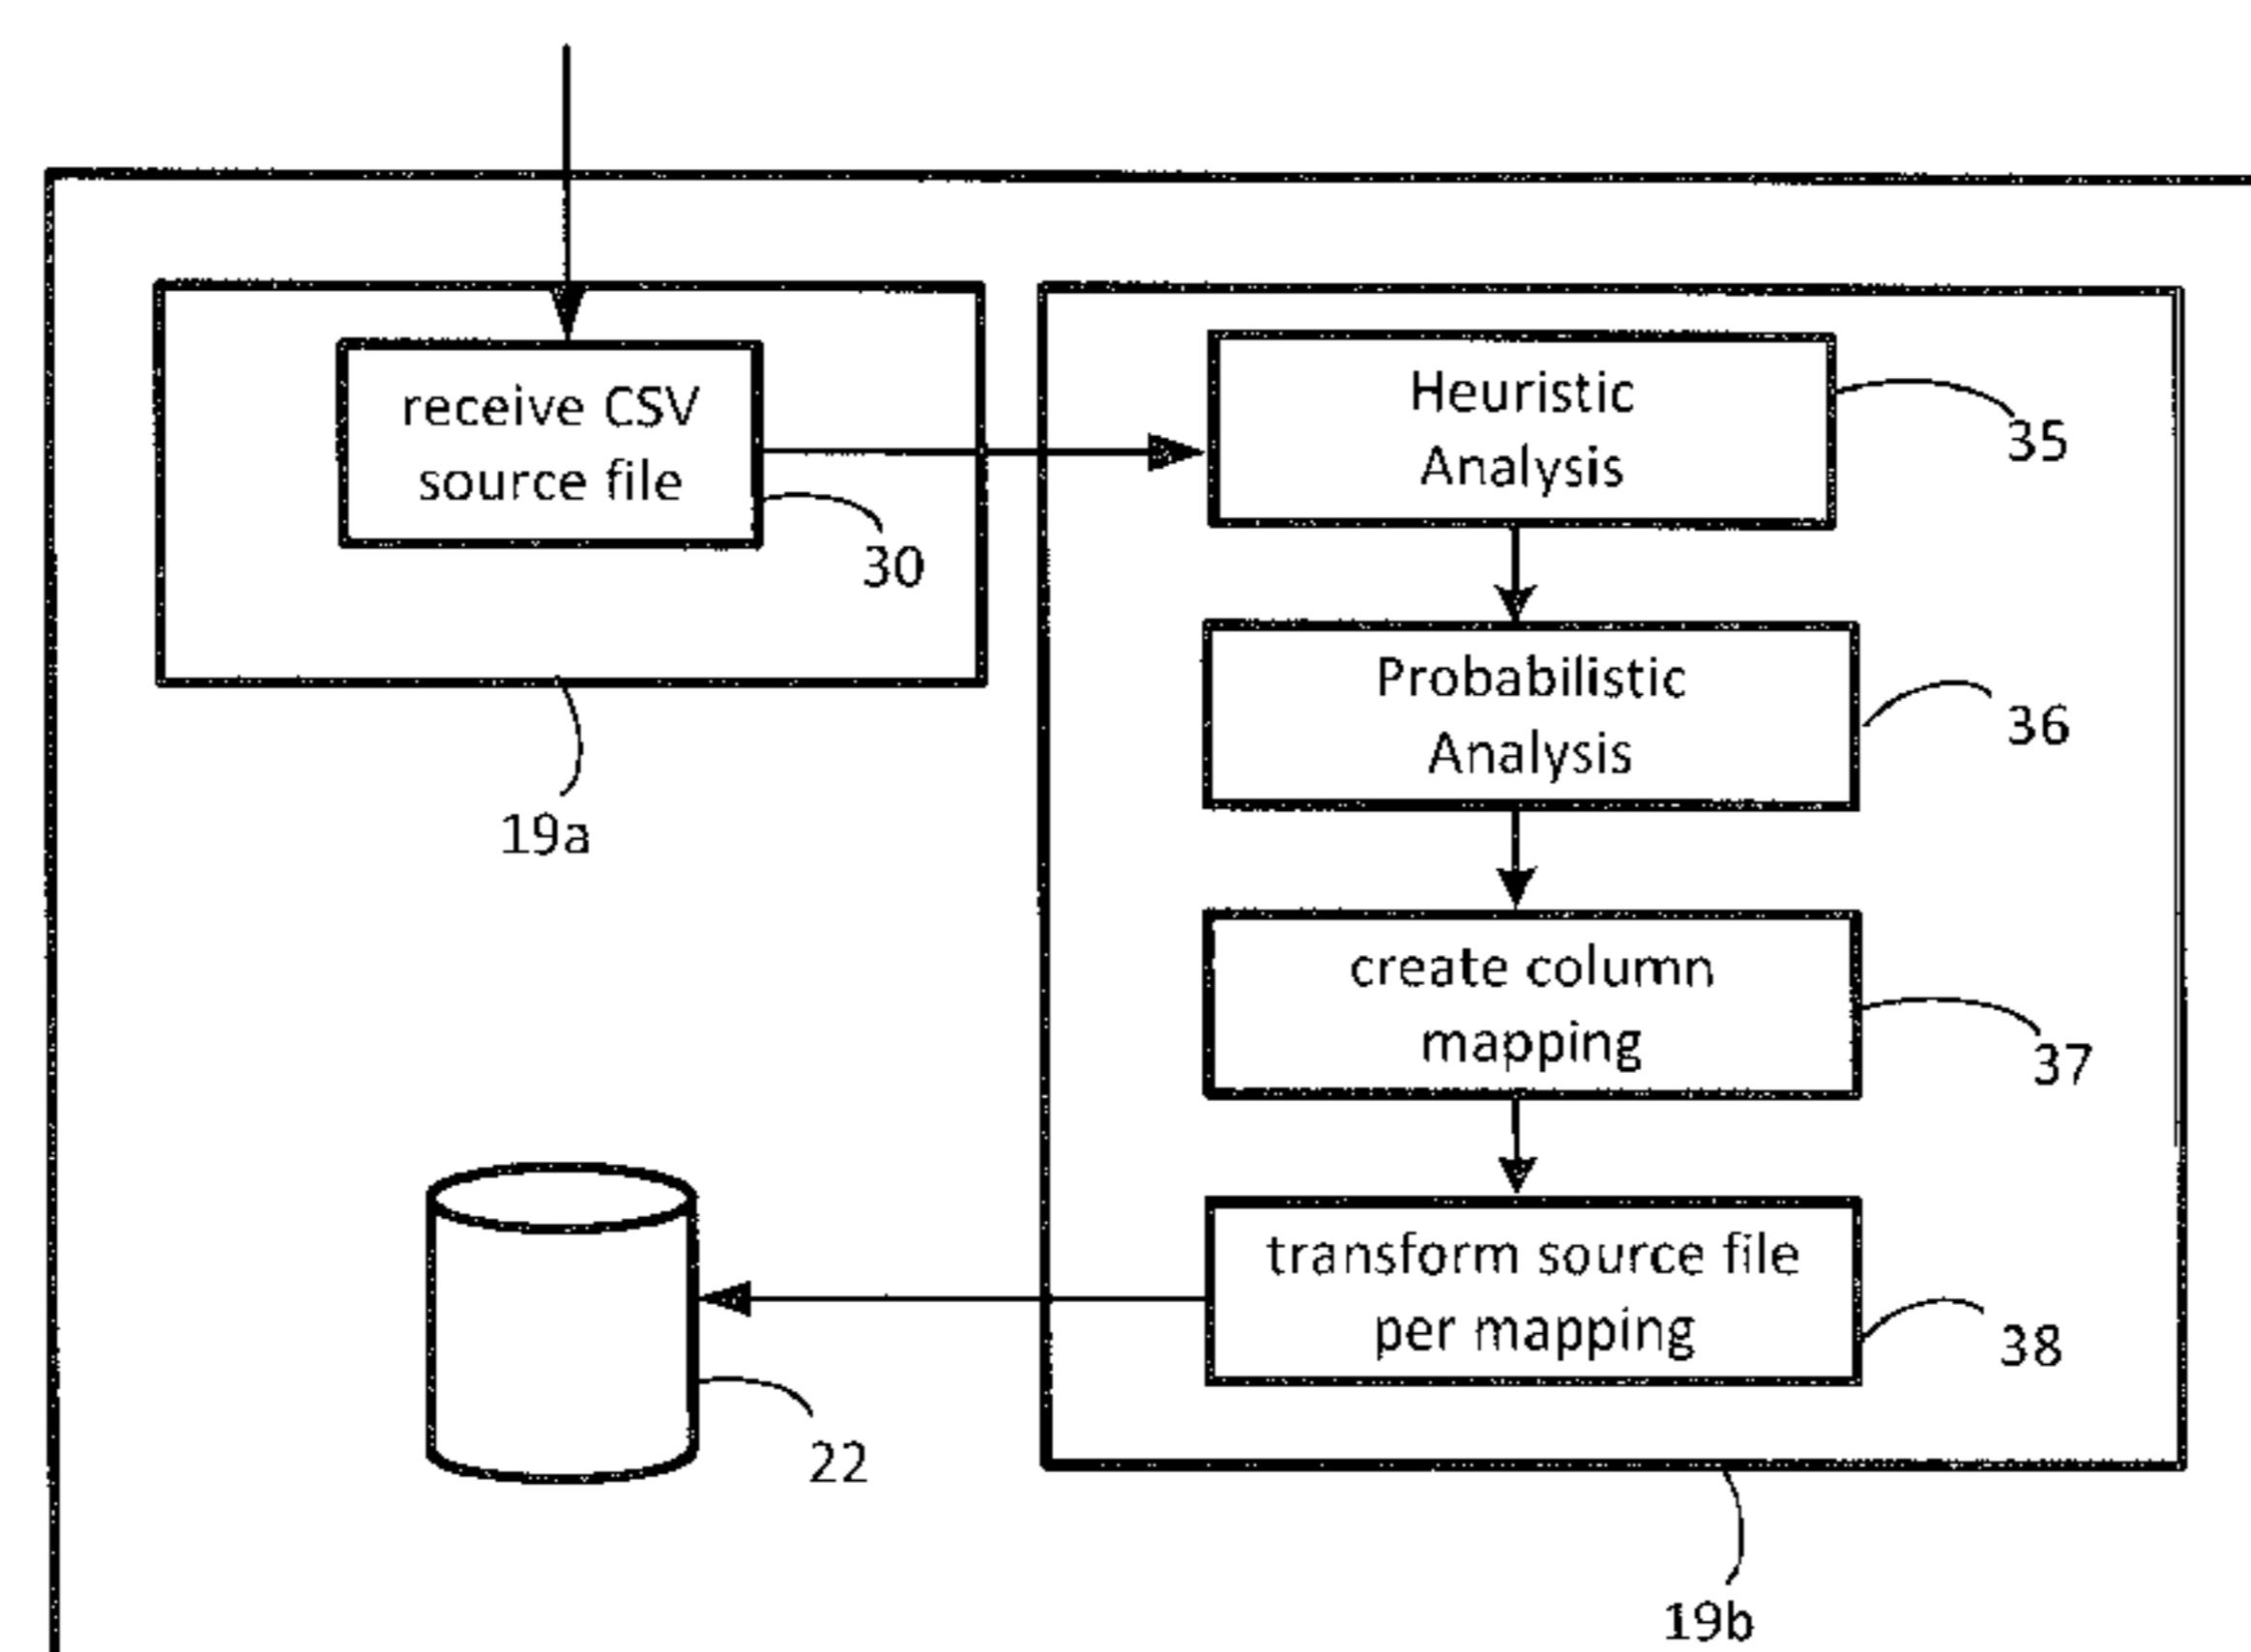 receive CSV
source file
30
19a
Heuristic
Analysis
35
Probabilistic
Analysis
36
create column
mapping
37
transform source file
per mapping
38
22
19b